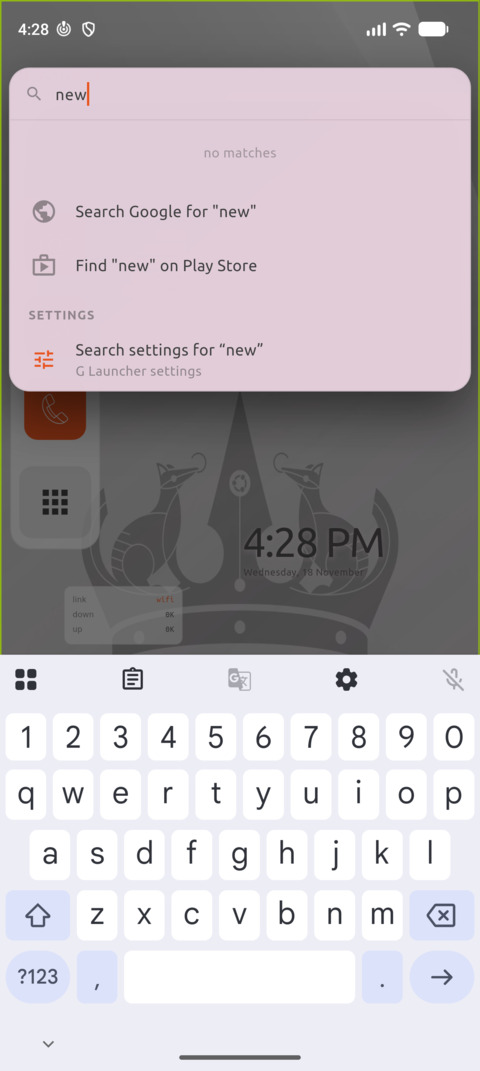 4:28
new
no matches
Search Google for "new"
Find "new" on Play Store
SETTINGS
Search settings for “new”
G Launcher settings
4:28 PM
Wednesday, 18 November
link wifi
down 0K
up 0K
1 2 3 4 5 6 7 8 9 0
q w e r t y u i o p
a s d f g h j k l
z x c v b n m
?123 , .